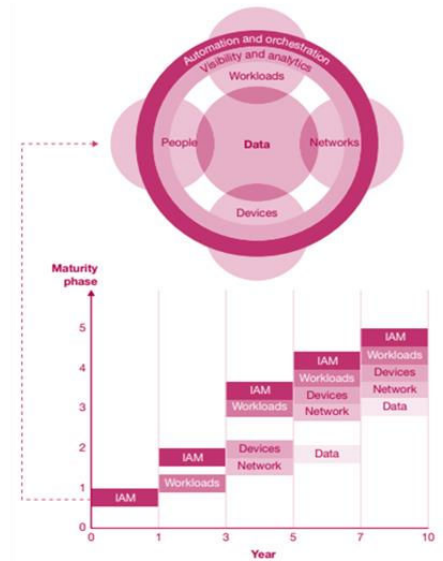 Automation and orchestration
Visibility and analytics
Workloads
People
Data
Networks
Devices
Maturity
phase
5
IAM
Workloads
4
IAM
Workloads
Devices
Network
Devices
Network
Data
3
IAM
Workloads
2
IAM
Devices
Network
Data
1
IAM
Workloads
0
0 1 3 5 7 10
Year